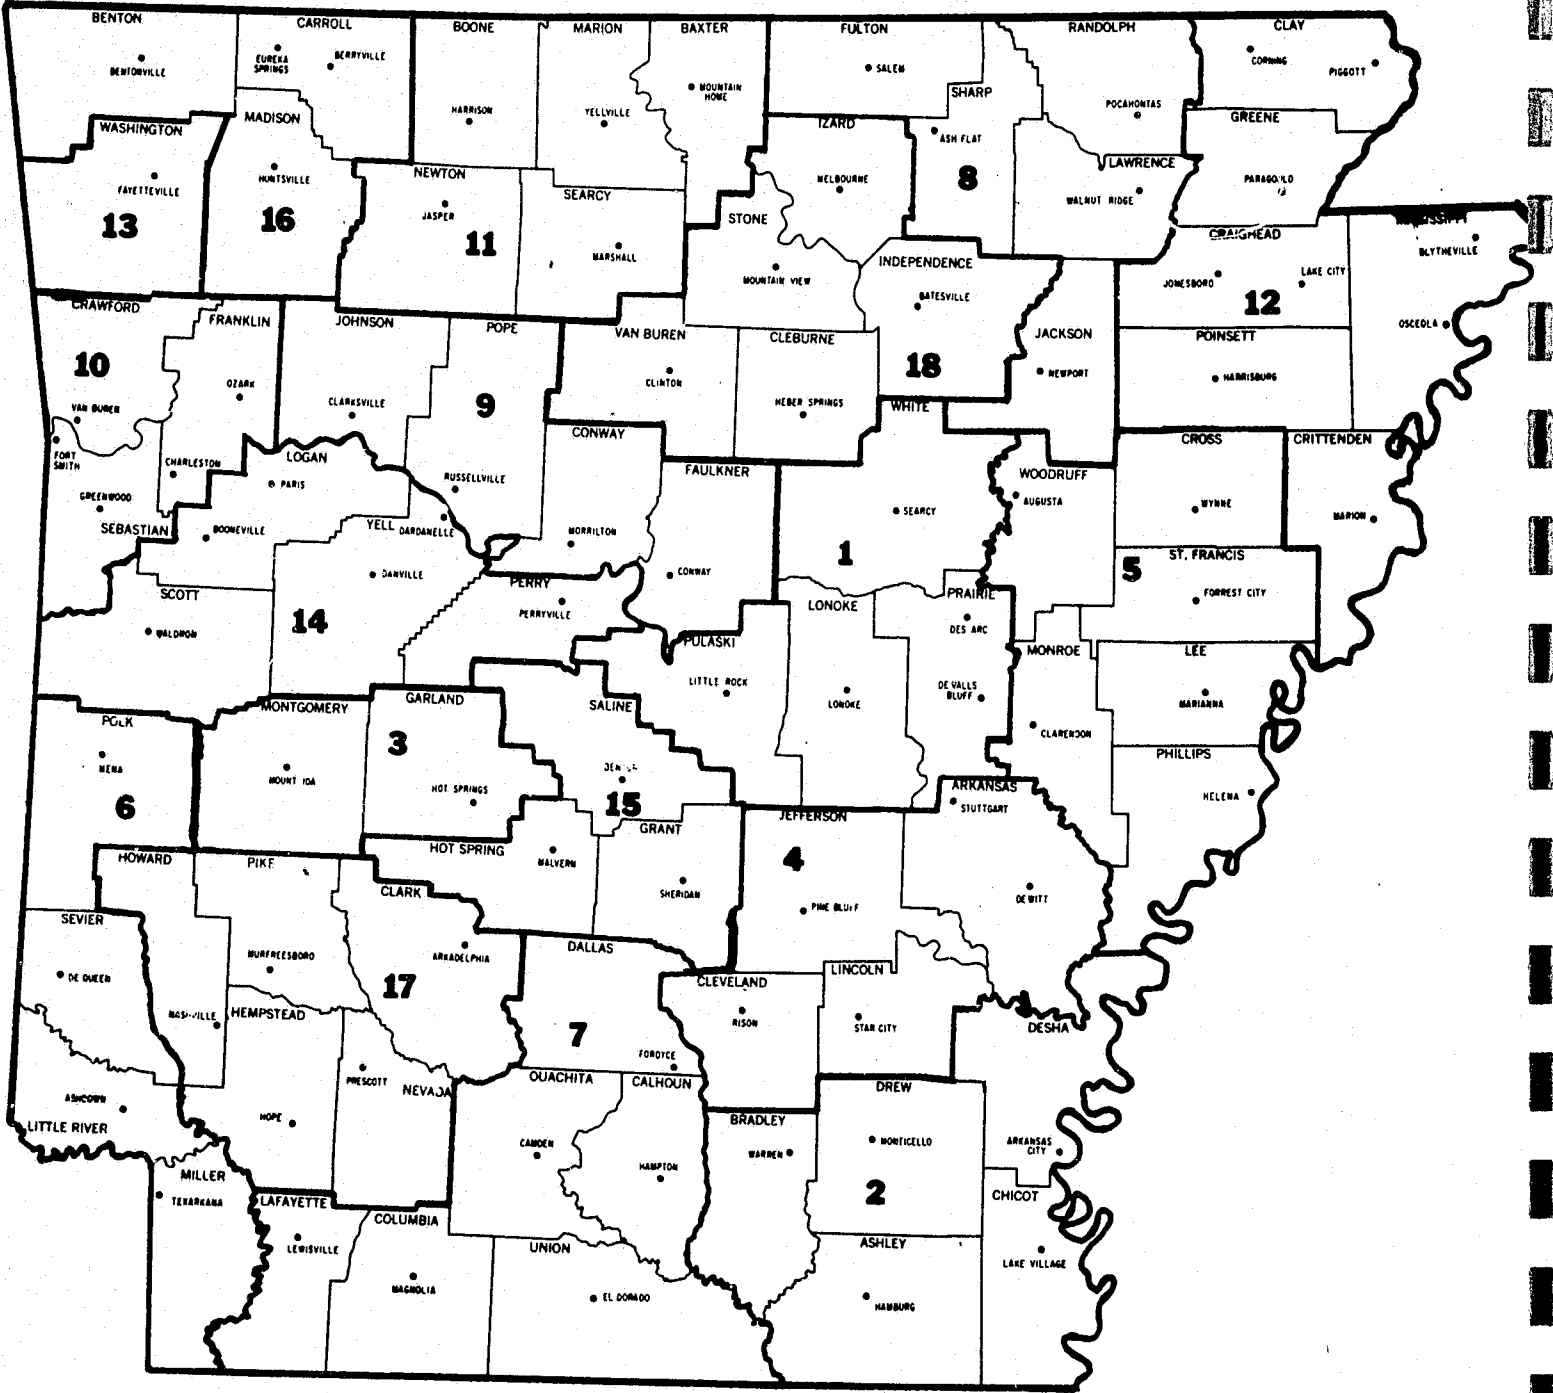 BENTON
CARROLL
BOONE
MARION
BAXTER
FULTON
RANDOLPH
CLAY
BENTONVILLE
EUREKA
SPRINGS
BERRYVILLE
SALEM
CORNING
PIGGOTT
MOUNTAIN
HOME
SHARP
HARRISON
YELLVILLE
POCAHONTAS
WASHINGTON
MADISON
IZARD
GREENE
ASH FLAT
LAWRENCE
FAYETTEVILLE
HUNTSVILLE
NEWTON
SEARCY
MELBOURNE
8
WALNUT RIDGE
13
16
JASPER
11
STONE
MARSHALL
CRAIGHEAD
BLYTHEVILLE
MOUNTAIN VIEW
INDEPENDENCE
JONESBORO
LAKE CITY
12
BATESVILLE
OSCEOLA
CRAWFORD
FRANKLIN
JOHNSON
POPE
VAN BUREN
CLEBURNE
JACKSON
POINSETT
10
OZARK
CLINTON
18
NEWPORT
HARRISBURG
VAN BUREN
CLARKSVILLE
9
HEBER SPRINGS
WHITE
FORT
SMITH
CHARLESTON
LOGAN
CONWAY
FAULKNER
CROSS
CRITTENDEN
GREENWOOD
PARIS
RUSSELLVILLE
WOODRUFF
AUGUSTA
WYNNE
SEBASTIAN
BOONEVILLE
YELL
DARDANELLE
MORRILTON
SEARCY
MARION
1
5
ST. FRANCIS
SCOTT
DANVILLE
PERRY
PERRYVILLE
CONWAY
LONOKE
PRAIRIE
FORREST CITY
WALDRON
14
PULASKI
DES ARC
MONROE
LEE
LITTLE ROCK
LONOKE
DE VALLS
BLUFF
MARIANNA
POLK
MONTGOMERY
GARLAND
SALINE
CLARENDON
PHILLIPS
MENA
3
MOUNT IDA
HOT SPRINGS
15
6
ARKANSAS
STUTTGART
HELENA
HOWARD
PIKE
HOT SPRING
GRANT
JEFFERSON
MALVERN
4
CLARK
SHERIDAN
DE WITT
SEVIER
PINE BLUFF
DE QUEEN
MURFREESBORO
ARKADELPHIA
DALLAS
17
CLEVELAND
LINCOLN
HEMPSTEAD
7
RISON
STAR CITY
DESHA
FORDYCE
PRESCOTT
NEVADA
OUACHITA
CALHOUN
DREW
ASHDOWN
HOPE
BRADLEY
LITTLE RIVER
CAMDEN
HAMPTON
WARREN
MONTICELLO
ARKANSAS
CITY
MILLER
TEXARKANA
LAFAYETTE
COLUMBIA
2
CHICOT
LEWISVILLE
UNION
ASHLEY
LAKE VILLAGE
MAGNOLIA
EL DORADO
HAMBURG